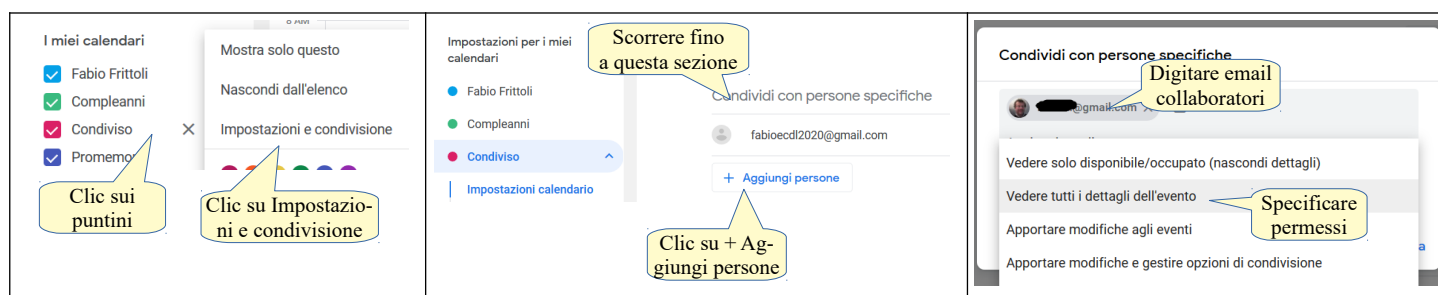 8 AM
I miei calendari
Fabio Frittoli
Compleanni
Condiviso
Mostra solo questo
Nascondi dall'elenco
Impostazioni e condivisione
Clic sui
puntini
Clic su Impostazio-
ni e condivisione
Impostazioni per i miei
calendari
Fabio Frittoli
Compleanni
Condiviso
Impostazioni calendario
Scorrere fino
a questa sezione
Condividi con persone specifiche
fabioecdl2020@gmail.com
+ Aggiungi persone
Clic su + Ag-
giungi persone
Condividi con persone specifiche
Digitare email
collaboratori
@gmail.com
Vedere solo disponibile/occupato (nascondi dettagli)
Vedere tutti i dettagli dell'evento
Apportare modifiche agli eventi
Apportare modifiche e gestire opzioni di condivisione
Specificare
permessi